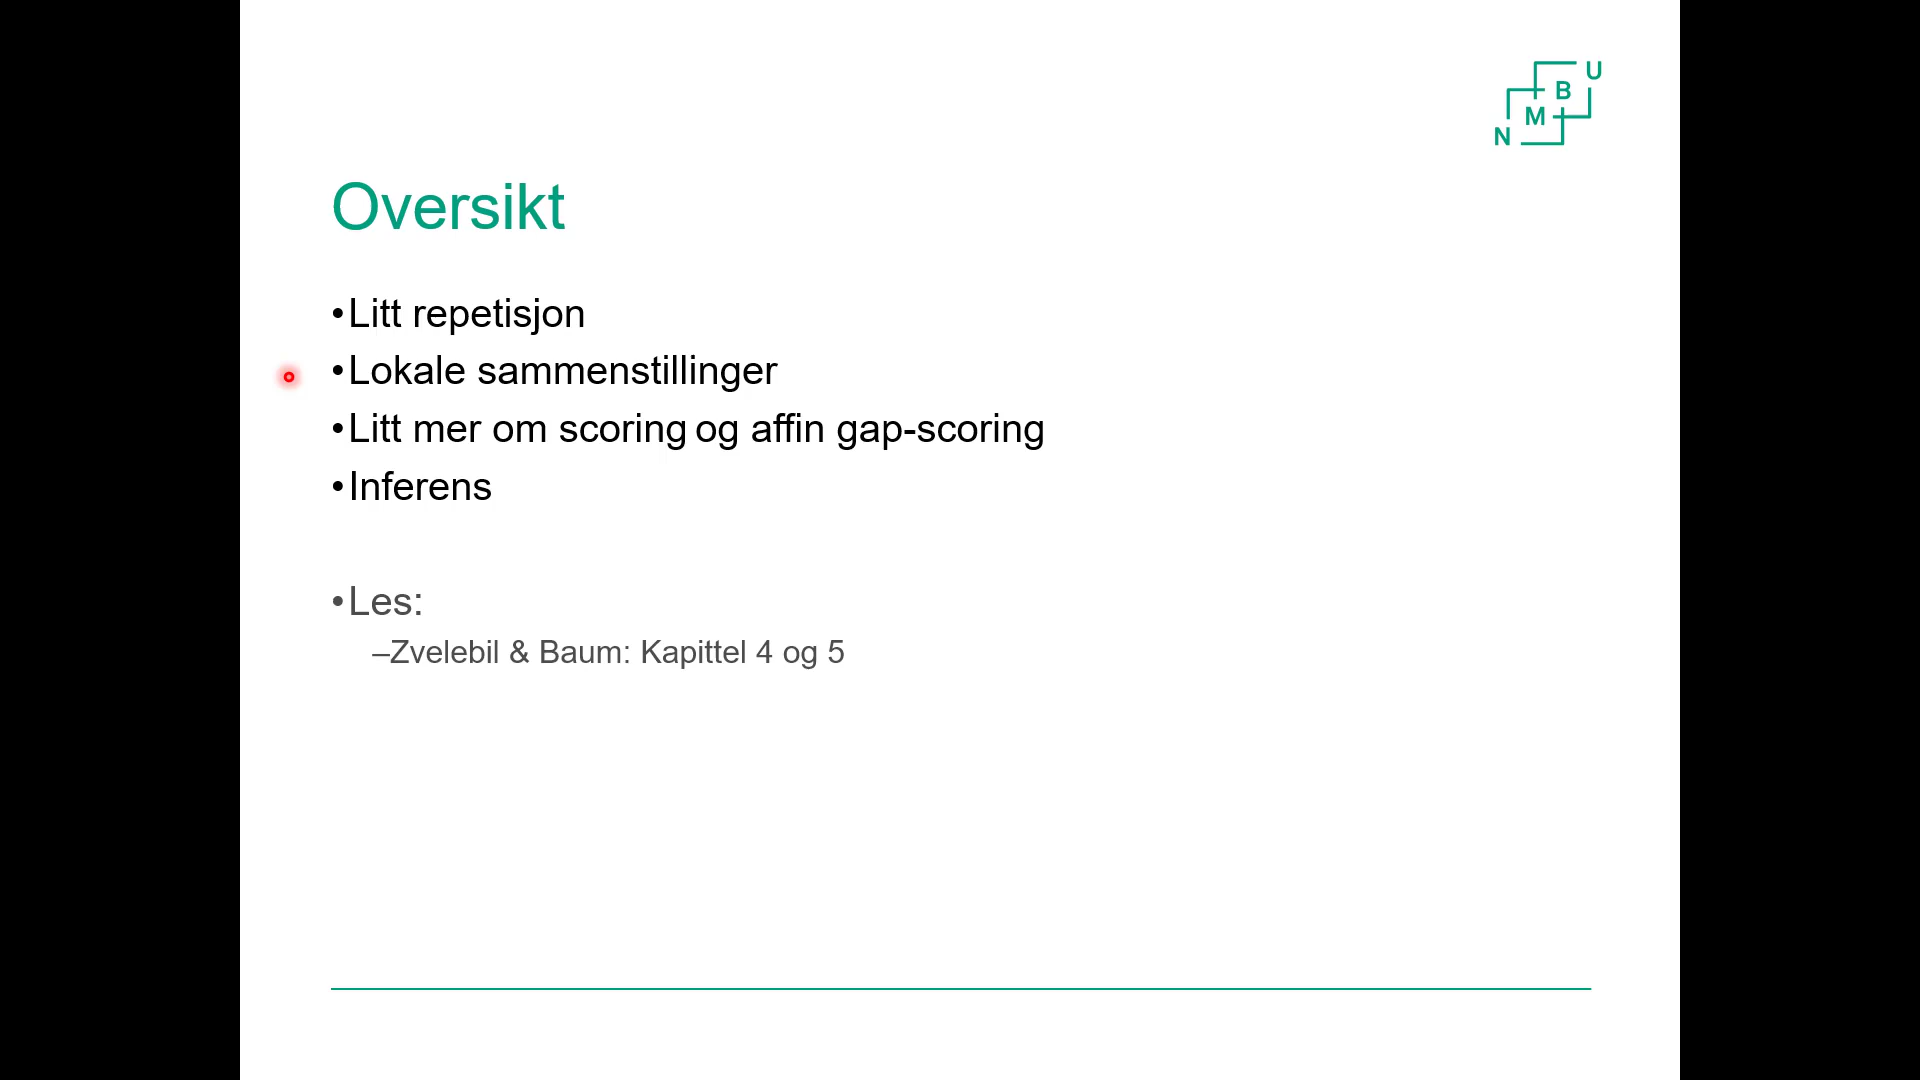 N M B U
Oversikt
•Litt repetisjon
•Lokale sammenstillinger
•Litt mer om scoring og affin gap-scoring
•Inferens
•Les:
–Zvelebil & Baum: Kapittel 4 og 5